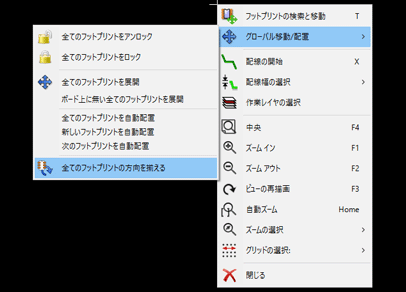 フットプリントの検索と移動 T
グローバル移動/配置
配線の開始 X
配線幅の選択
作業レイヤの選択
中央 F4
ズーム イン F1
ズーム アウト F2
ビューの再描画 F3
自動ズーム Home
ズームの選択
グリッドの選択:
閉じる
全てのフットプリントをアンロック
全てのフットプリントをロック
全てのフットプリントを展開
ボード上に無い全てのフットプリントを展開
全てのフットプリントを自動配置
新しいフットプリントを自動配置
次のフットプリントを自動配置
全てのフットプリントの方向を揃える